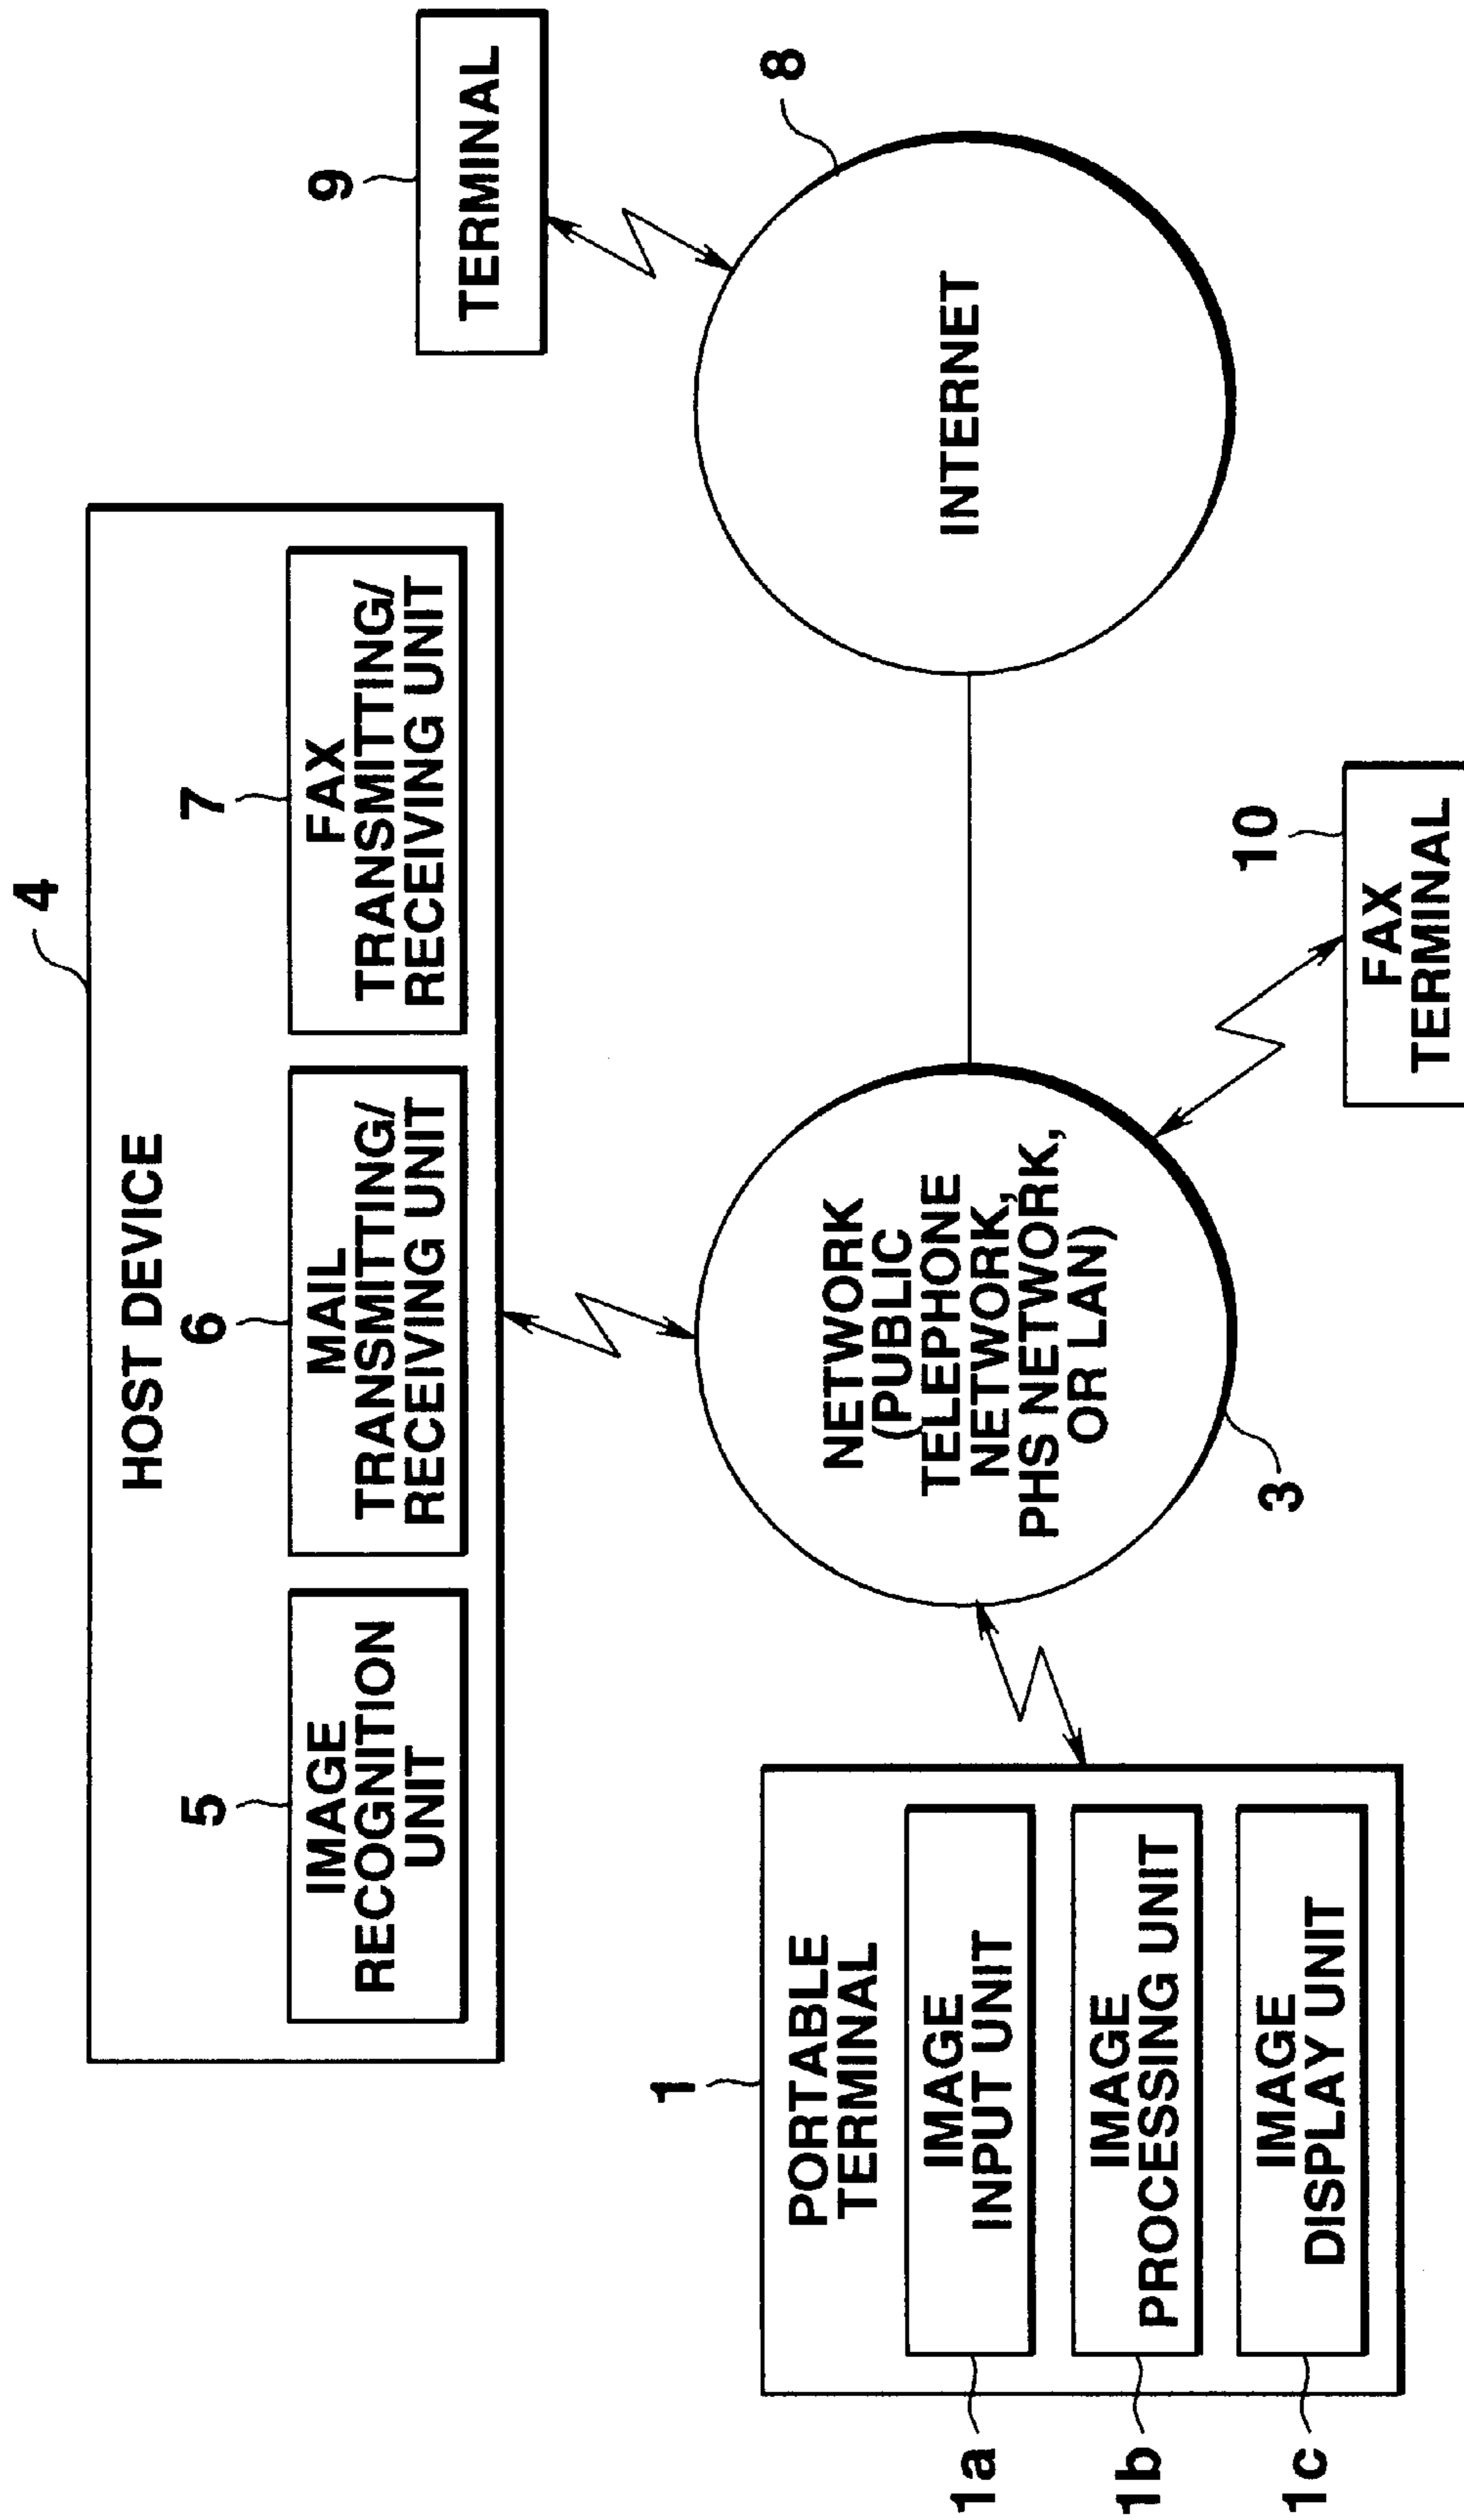 4
HOST DEVICE
5
IMAGE
RECOGNITION
UNIT
6
MAIL
TRANSMITTING/
RECEIVING UNIT
7
FAX
TRANSMITTING/
RECEIVING UNIT
9
TERMINAL
1
PORTABLE
TERMINAL
1a
IMAGE
INPUT UNIT
1b
IMAGE
PROCESSING UNIT
1c
IMAGE
DISPLAY UNIT
NETWORK
(PUBLIC
TELEPHONE
NETWORK,
PHS NETWORK,
OR LAN)
3
8
INTERNET
10
FAX
TERMINAL